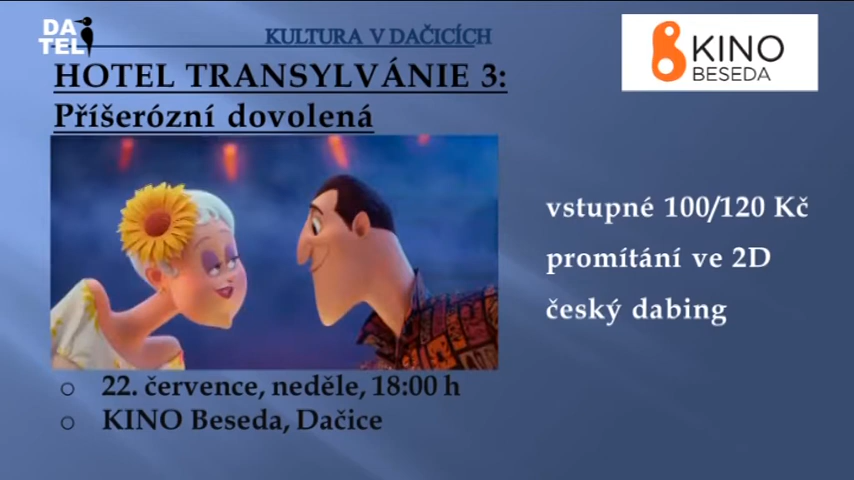 DA
TEL
KULTURA V DAČICÍCH
KINO
BESEDA
HOTEL TRANSYLVÁNIE 3:
Příšerózní dovolená
vstupné 100/120 Kč
promítání ve 2D
český dabing
o 22. července, neděle, 18:00 h
o KINO Beseda, Dačice